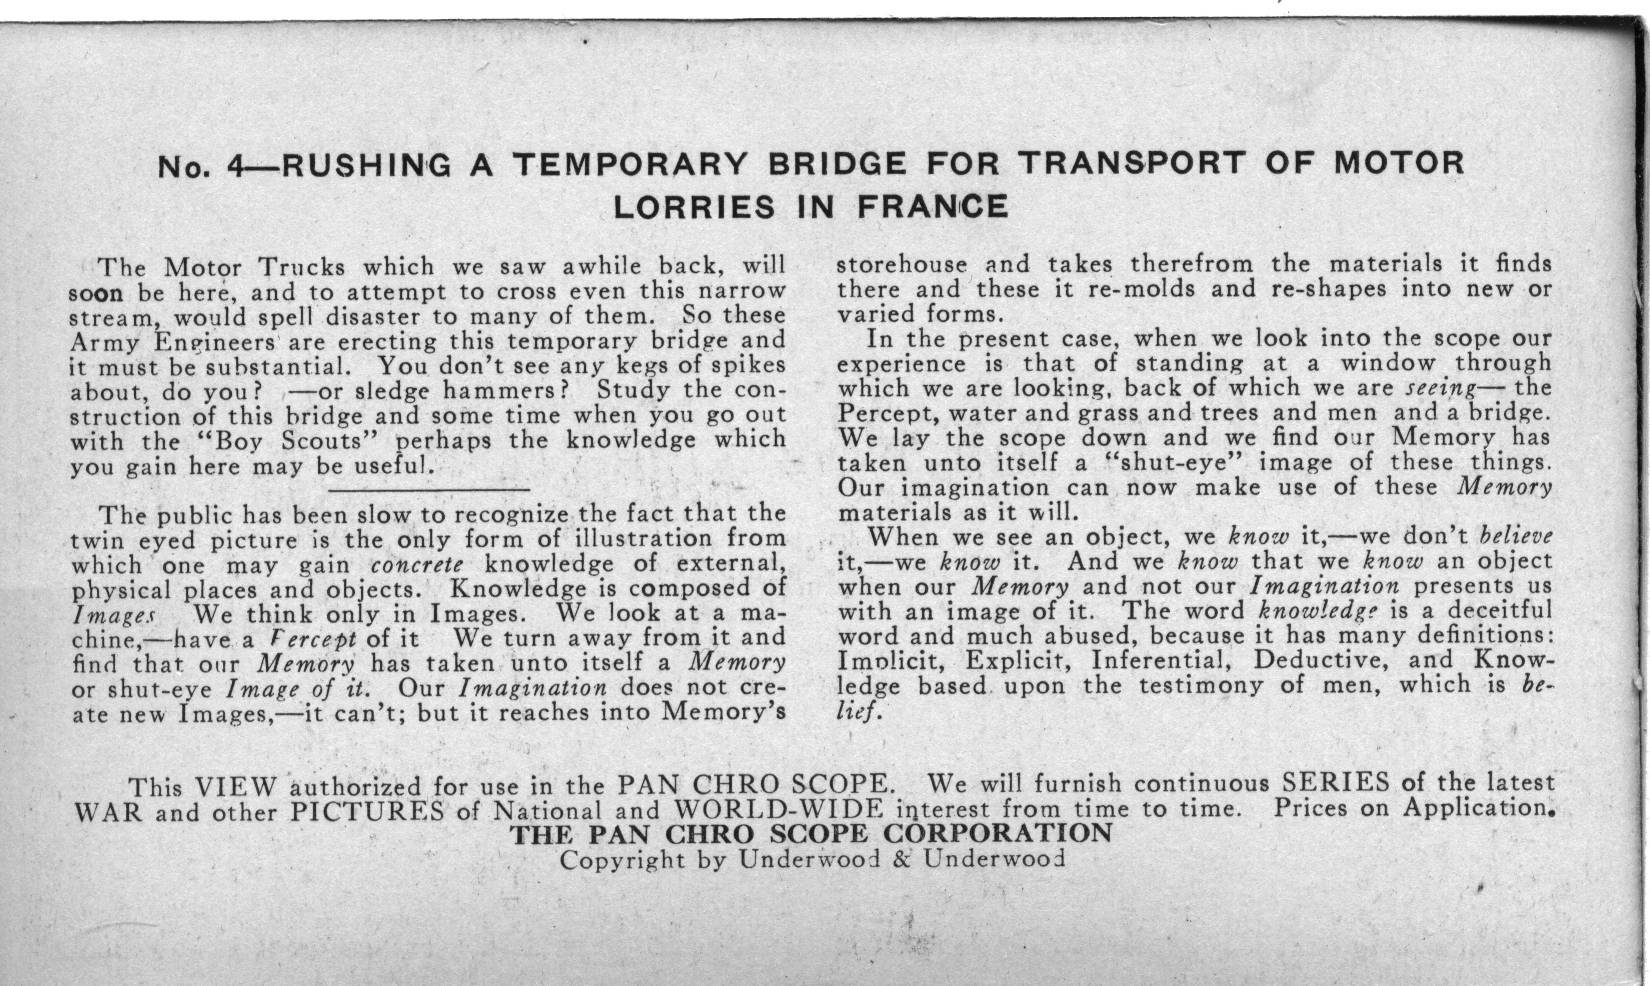 No. 4—RUSHING A TEMPORARY BRIDGE FOR TRANSPORT OF MOTOR
LORRIES IN FRANCE
The Motor Trucks which we saw awhile back, will
soon be here, and to attempt to cross even this narrow
stream, would spell disaster to many of them. So these
Army Engineers are erecting this temporary bridge and
it must be substantial. You don't see any kegs of spikes
about, do you? —or sledge hammers? Study the con-
struction of this bridge and some time when you go out
with the "Boy Scouts" perhaps the knowledge which
you gain here may be useful.
The public has been slow to recognize the fact that the
twin eyed picture is the only form of illustration from
which one may gain concrete knowledge of external,
physical places and objects. Knowledge is composed of
Images We think only in Images. We look at a ma-
chine,—have a Percept of it We turn away from it and
find that our Memory has taken unto itself a Memory
or shut-eye Image of it. Our Imagination does not cre-
ate new Images,—it can't; but it reaches into Memory's
storehouse and takes therefrom the materials it finds
there and these it re-molds and re-shapes into new or
varied forms.
In the present case, when we look into the scope our
experience is that of standing at a window through
which we are looking, back of which we are seeing— the
Percept, water and grass and trees and men and a bridge.
We lay the scope down and we find our Memory has
taken unto itself a "shut-eye" image of these things.
Our imagination can now make use of these Memory
materials as it will.
When we see an object, we know it,—we don't believe
it,—we know it. And we know that we know an object
when our Memory and not our Imagination presents us
with an image of it. The word knowledge is a deceitful
word and much abused, because it has many definitions:
Implicit, Explicit, Inferential, Deductive, and Know-
ledge based upon the testimony of men, which is be-
lief.
This VIEW authorized for use in the PAN CHRO SCOPE. We will furnish continuous SERIES of the latest
WAR and other PICTURES of National and WORLD-WIDE interest from time to time. Prices on Application.
THE PAN CHRO SCOPE CORPORATION
Copyright by Underwood & Underwood